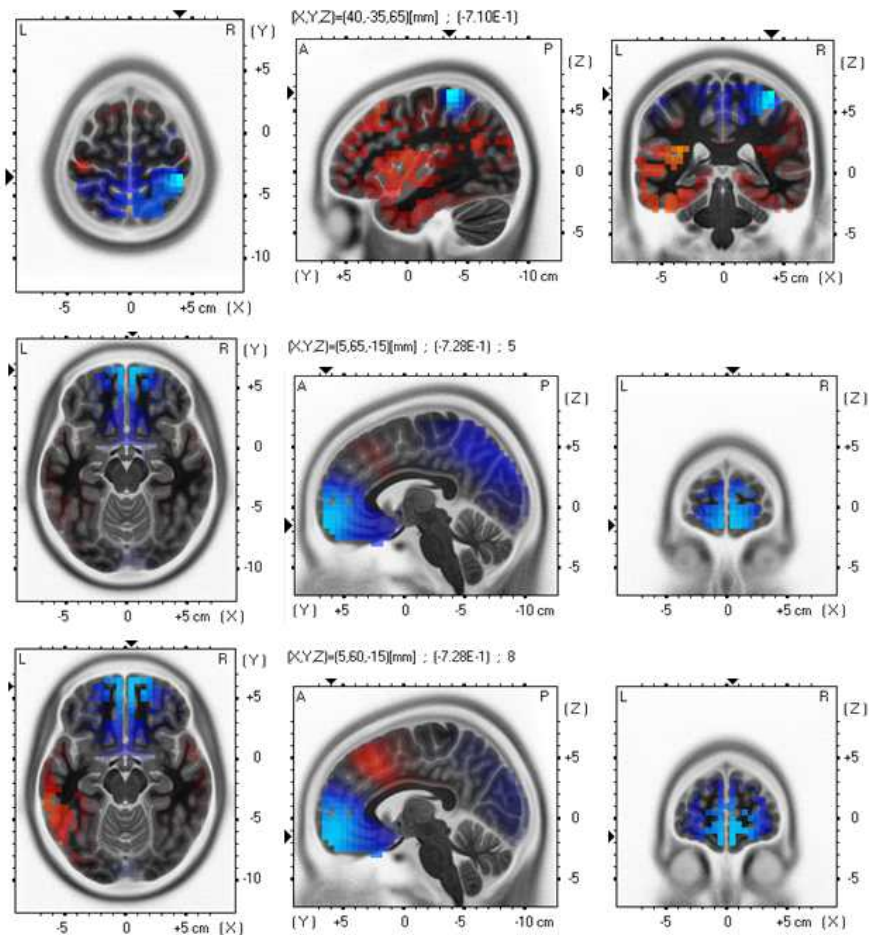 (X,Y,Z)=(40,-35,65)[mm] ; (-7.10E-1)
L R (Y)
+5
0
-5
-10
-5 0 +5 cm (X)
A P (Z)
+5
0
-5
(Y) +5 0 -5 -10 cm
L R (Z)
+5
0
-5
-5 0 +5 cm (X)
(X,Y,Z)=(5,65,-15)[mm] ; (-7.28E-1) ; 5
L R (Y)
+5
0
-5
-10
-5 0 +5 cm (X)
A P (Z)
+5
0
-5
(Y) +5 0 -5 -10 cm
L R (Z)
+5
0
-5
-5 0 +5 cm (X)
(X,Y,Z)=(5,60,-15)[mm] ; (-7.28E-1) ; 8
L R (Y)
+5
0
-5
-10
-5 0 +5 cm (X)
A P (Z)
+5
0
-5
(Y) +5 0 -5 -10 cm
L R (Z)
+5
0
-5
-5 0 +5 cm (X)